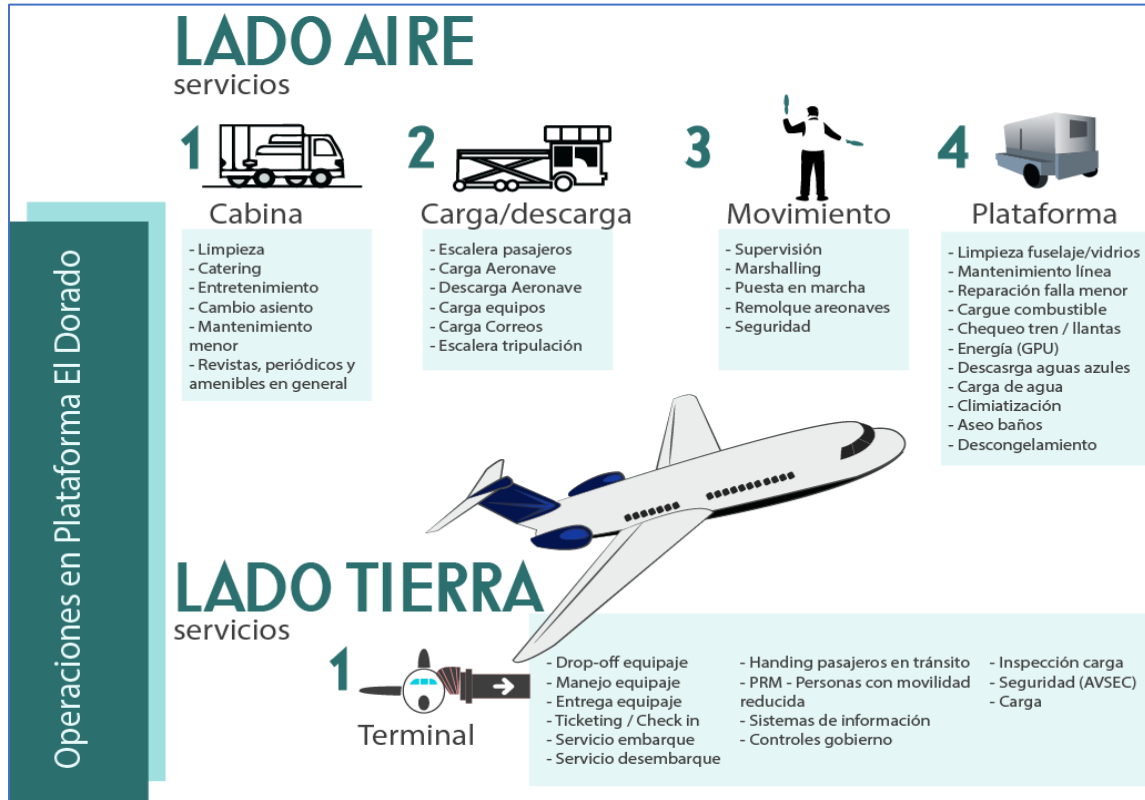 Operaciones en Plataforma El Dorado
LADO AIRE
servicios
1
Cabina
- Limpieza
- Catering
- Entretenimiento
- Cambio asiento
- Mantenimiento
menor
- Revistas, periódicos y
amenibles en general
2
Carga/descarga
- Escalera pasajeros
- Carga Aeronave
- Descarga Aeronave
- Carga equipos
- Carga Correos
- Escalera tripulación
3
Movimiento
- Supervisión
- Marshalling
- Puesta en marcha
- Remolque areonaves
- Seguridad
4
Plataforma
- Limpieza fuselaje/vidrios
- Mantenimiento línea
- Reparación falla menor
- Cargue combustible
- Chequeo tren / llantas
- Energía (GPU)
- Descasrga aguas azules
- Carga de agua
- Climiatización
- Aseo baños
- Descongelamiento
LADO TIERRA
servicios
1
Terminal
- Drop-off equipaje
- Manejo equipaje
- Entrega equipaje
- Ticketing / Check in
- Servicio embarque
- Servicio desembarque
- Handing pasajeros en tránsito
- PRM - Personas con movilidad
reducida
- Sistemas de información
- Controles gobierno
- Inspección carga
- Seguridad (AVSEC)
- Carga